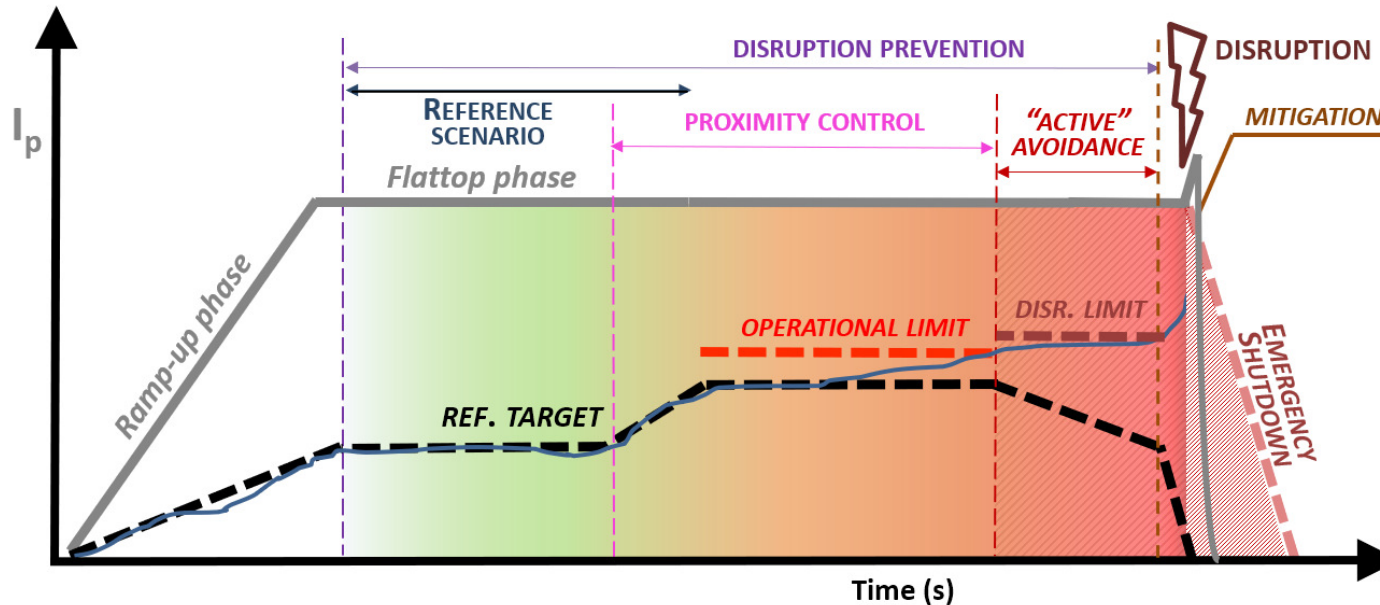 DISRUPTION PREVENTION
DISRUPTION
REFERENCE
SCENARIO
PROXIMITY CONTROL
“ACTIVE”
AVOIDANCE
MITIGATION
Ip
Flattop phase
Ramp-up phase
OPERATIONAL LIMIT
DISR. LIMIT
REF. TARGET
EMERGENCY
SHUTDOWN
Time (s)